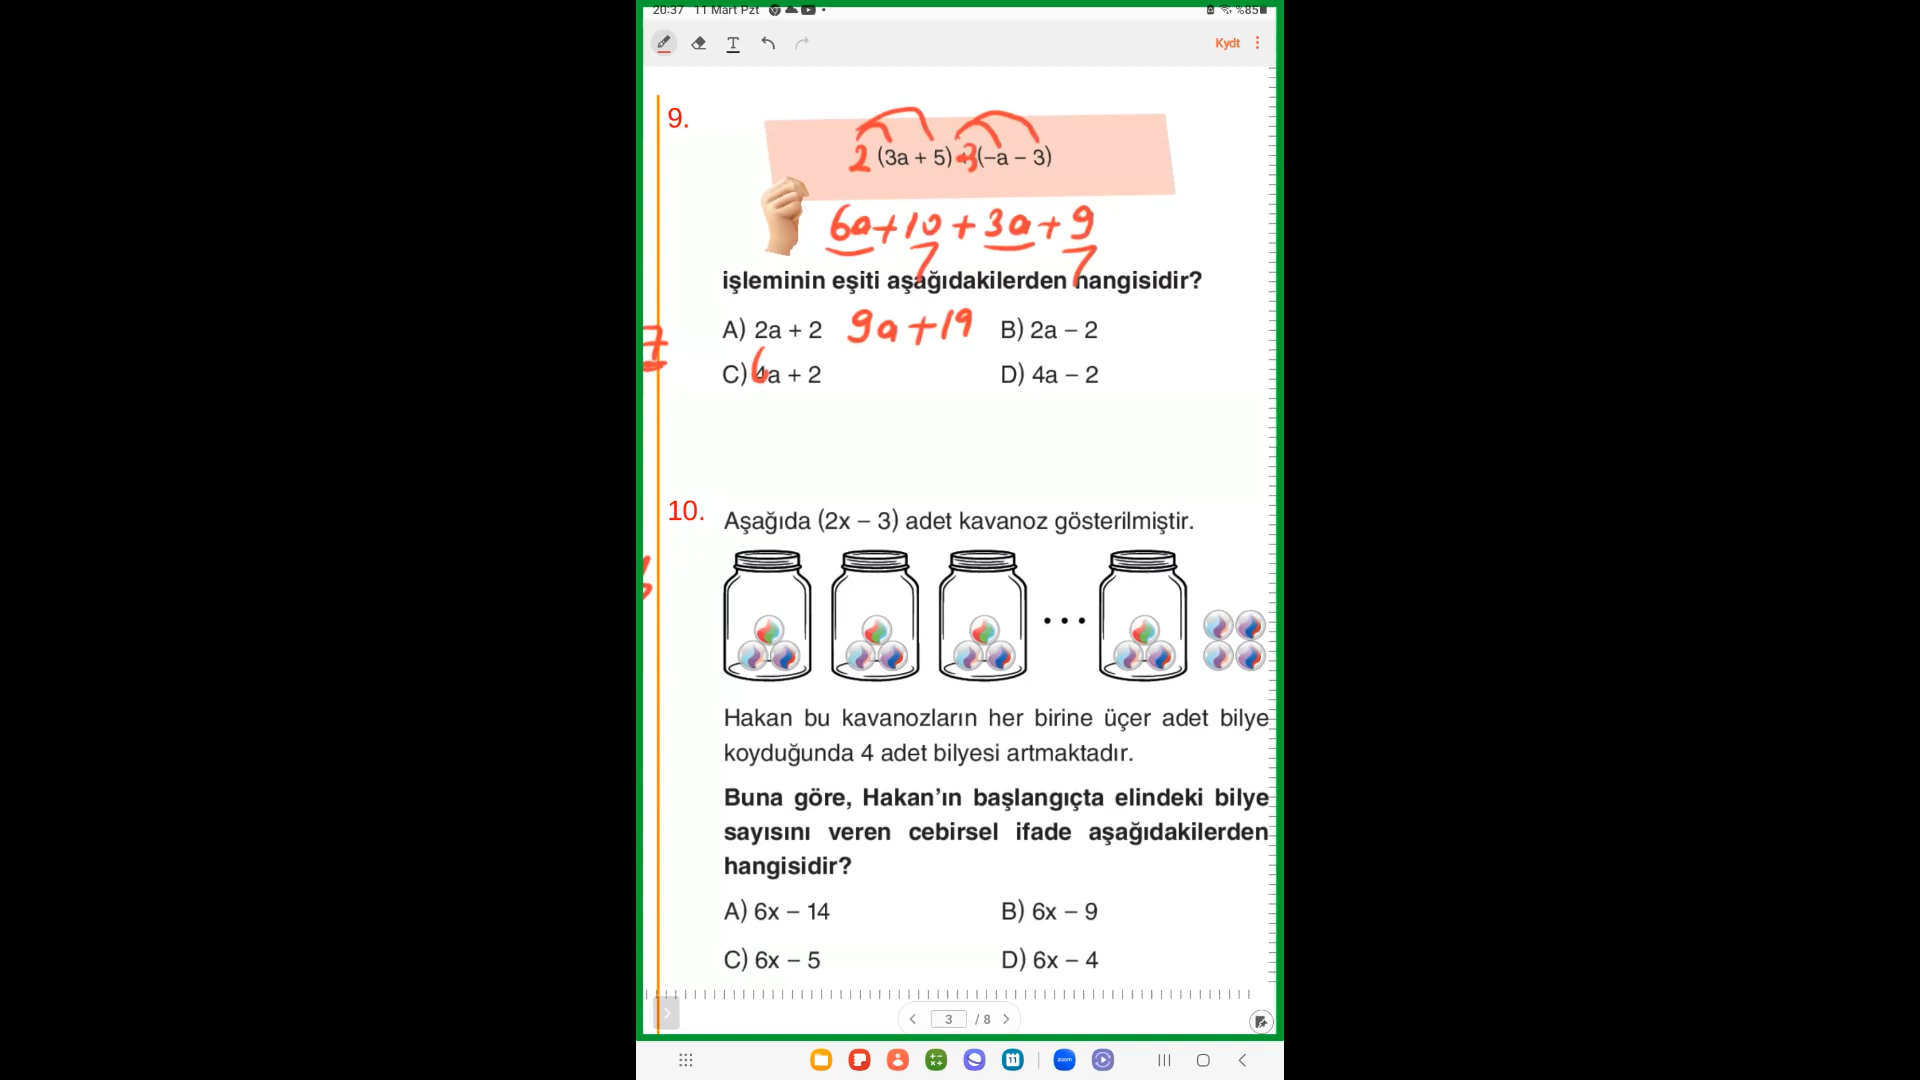 20:37 11 Mart Pzt
%85
T
Kydt
9.
2 (3a + 5) -3(–a – 3)
6a+10+3a+9
işleminin eşiti aşağıdakilerden hangisidir?
A) 2a + 2 9a+19 B) 2a – 2
7
C) 4a + 2 D) 4a – 2
6
10.
Aşağıda (2x – 3) adet kavanoz gösterilmiştir.
Hakan bu kavanozların her birine üçer adet bilye
koyduğunda 4 adet bilyesi artmaktadır.
Buna göre, Hakan’ın başlangıçta elindeki bilye
sayısını veren cebirsel ifade aşağıdakilerden
hangisidir?
A) 6x – 14 B) 6x – 9
C) 6x – 5 D) 6x – 4
3 / 8
11
zoom